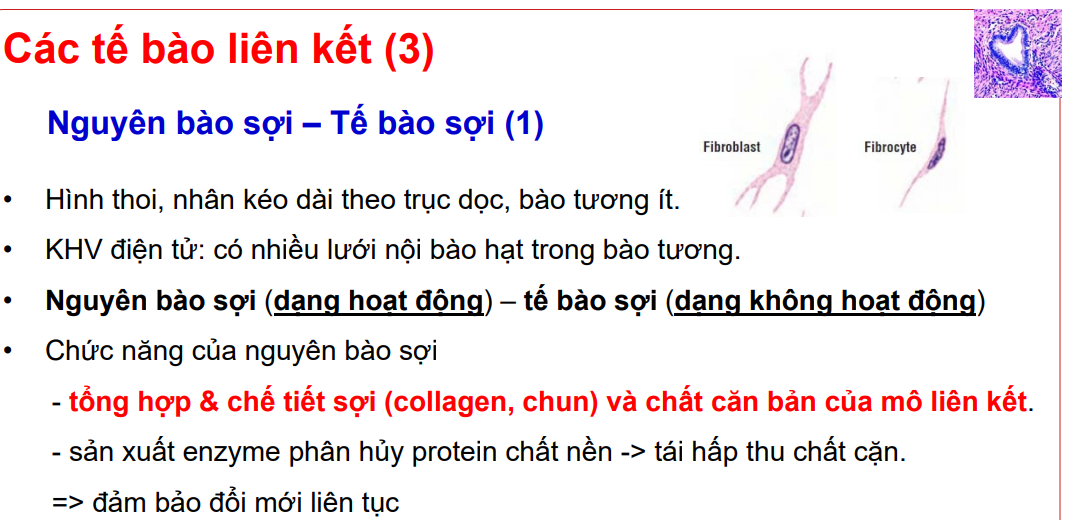 Các tế bào liên kết (3)
Nguyên bào sợi – Tế bào sợi (1)
Fibroblast
Fibrocyte
• Hình thoi, nhân kéo dài theo trục dọc, bào tương ít.
• KHV điện tử: có nhiều lưới nội bào hạt trong bào tương.
• Nguyên bào sợi (dạng hoạt động) – tế bào sợi (dạng không hoạt động)
• Chức năng của nguyên bào sợi
- tổng hợp & chế tiết sợi (collagen, chun) và chất căn bản của mô liên kết.
- sản xuất enzyme phân hủy protein chất nền -> tái hấp thu chất cặn.
=> đảm bảo đổi mới liên tục